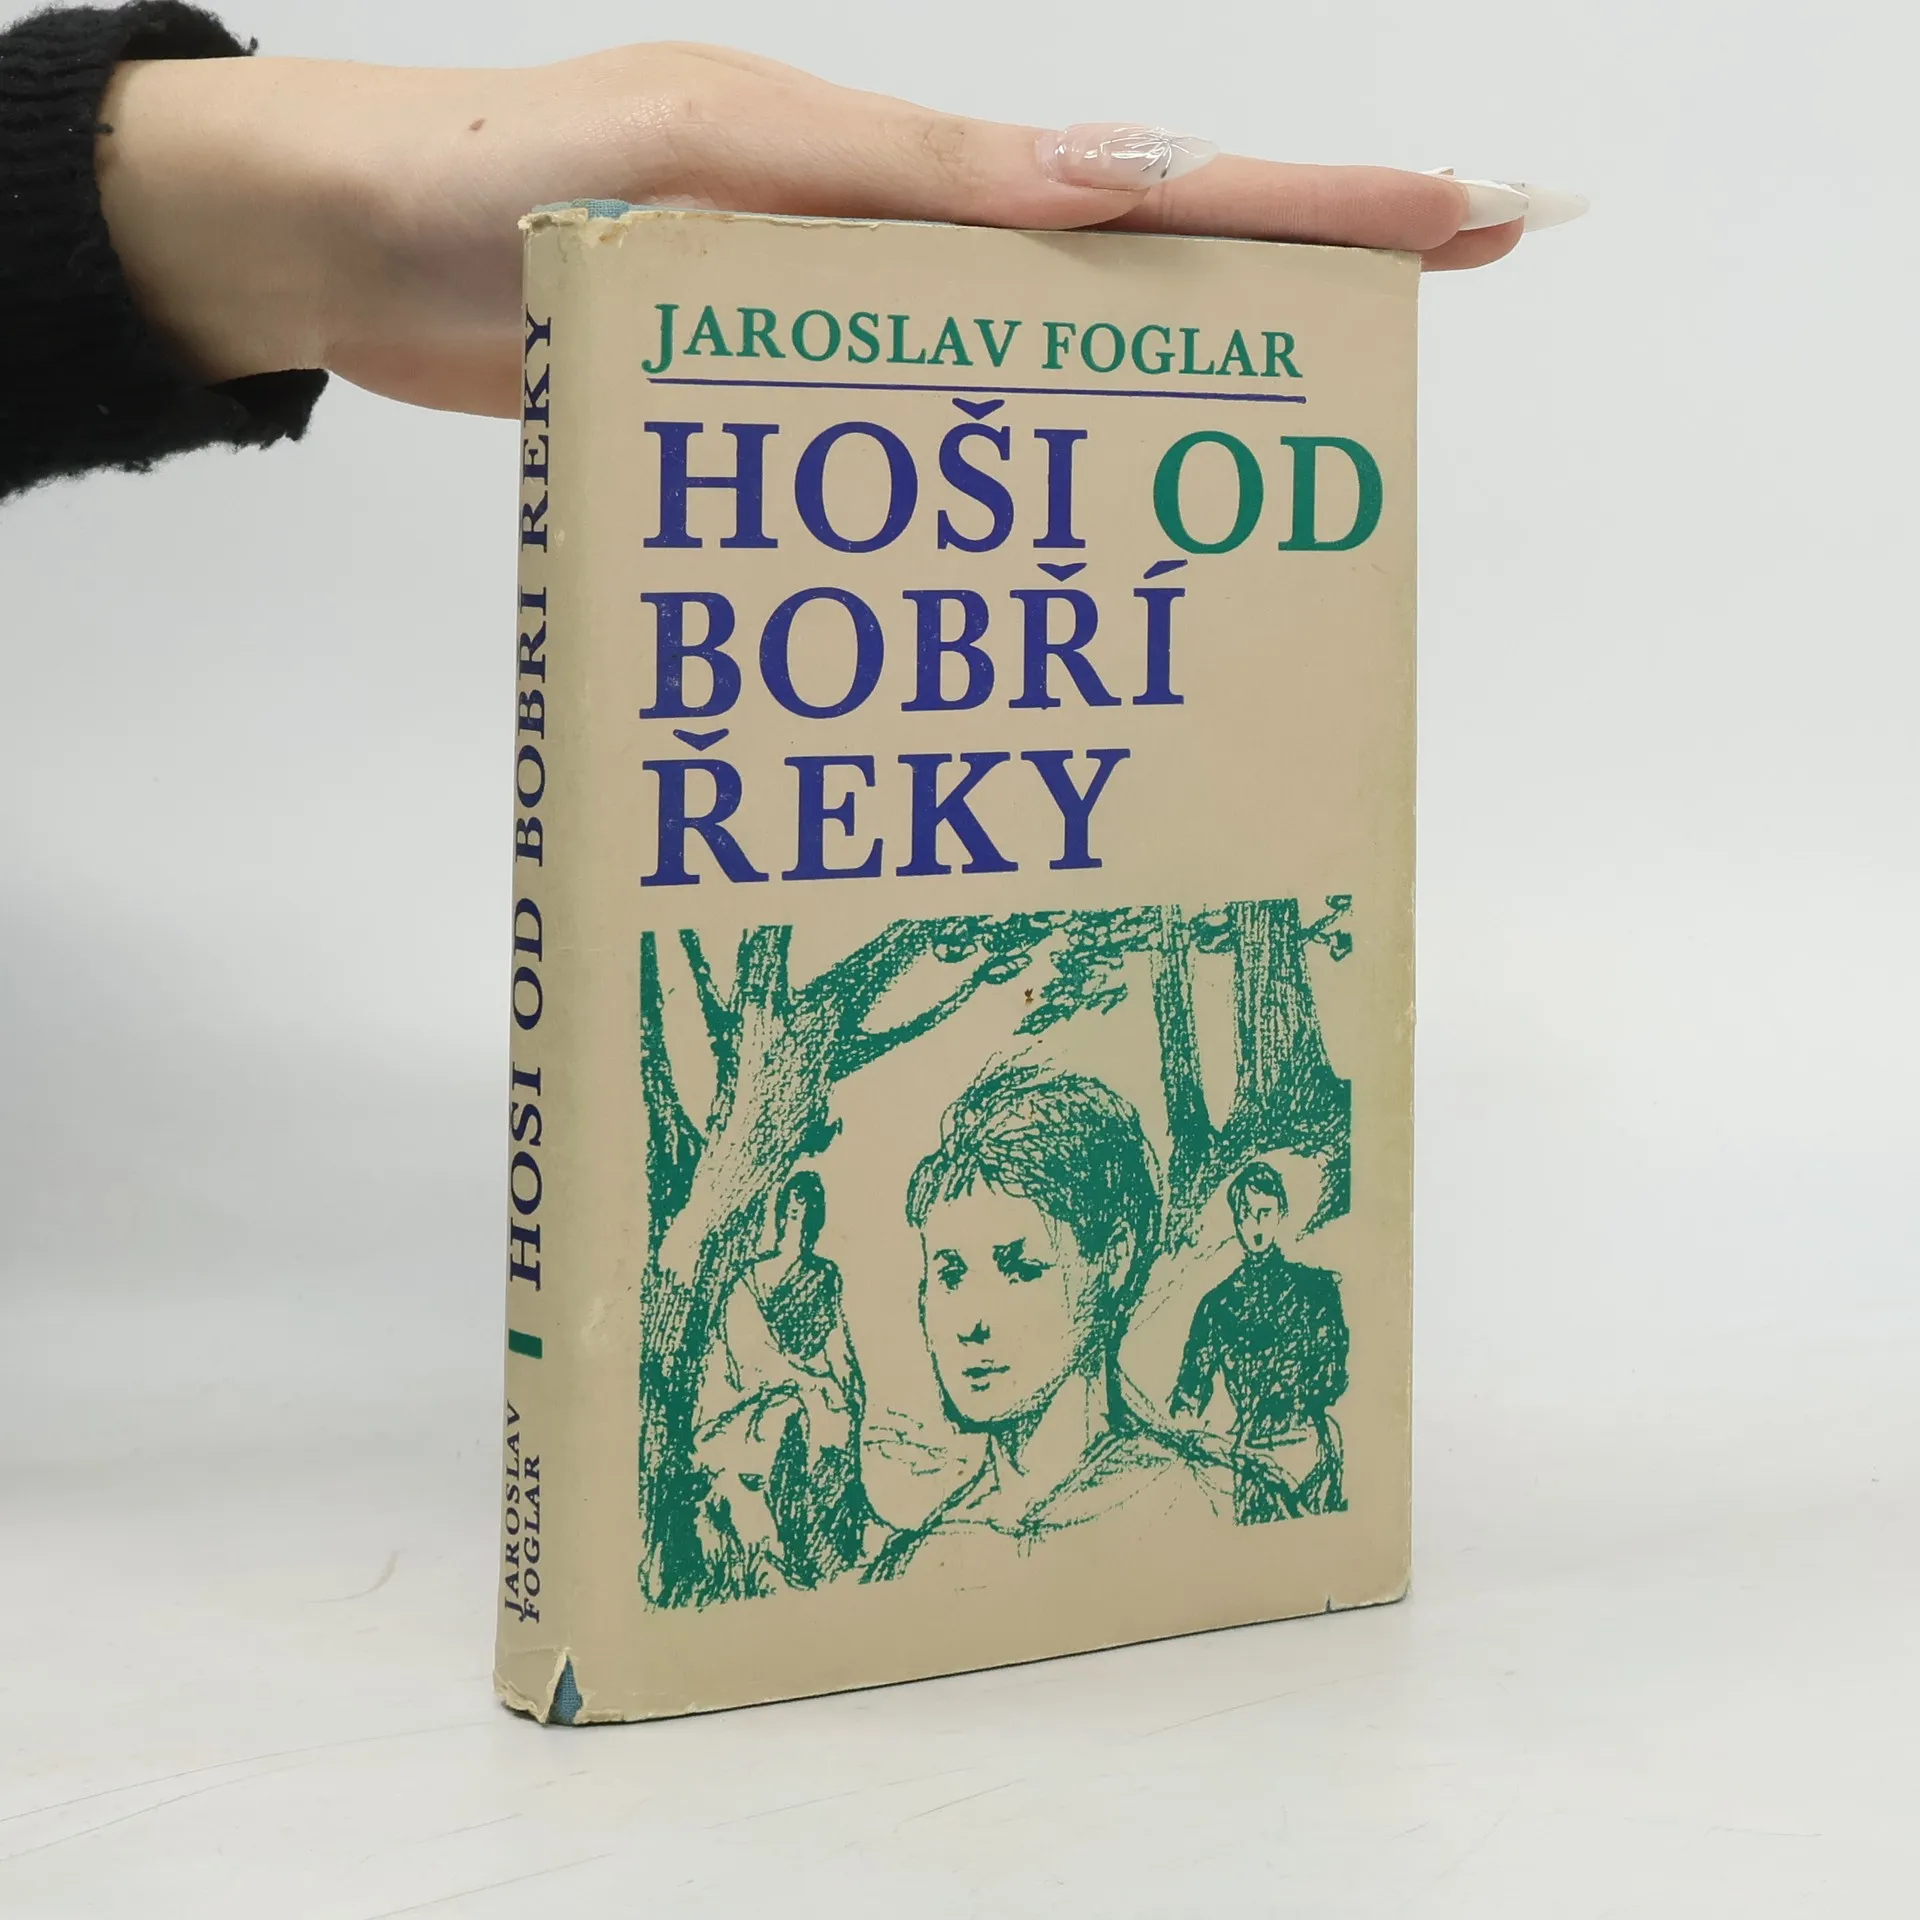 JAROSLAV FOGLAR
HOŠI OD
BOBŘÍ
ŘEKY
HOŠI OD BOBŘÍ ŘEKY
JAROSLAV
FOGLAR